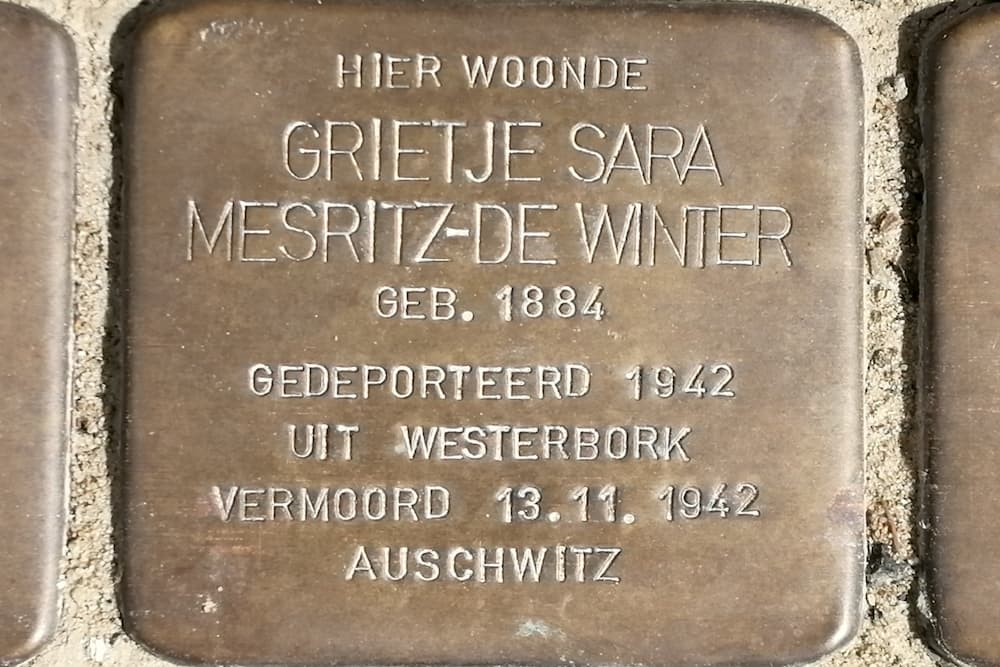 HIER WOONDE
GRIETJE SARA
MESRITZ-DE WINTER
GEB. 1884
GEDEPORTEERD 1942
UIT WESTERBORK
VERMOORD 13.11.1942
AUSCHWITZ